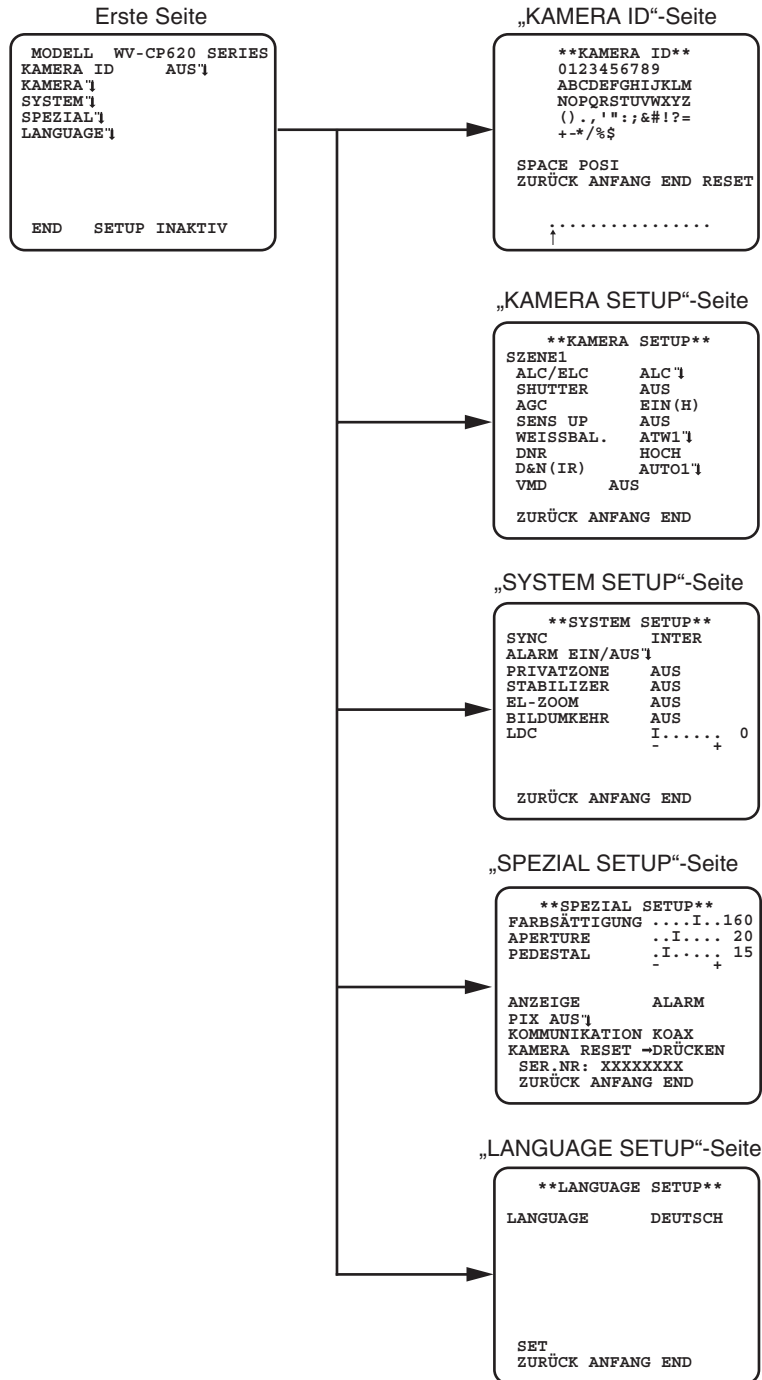 Erste Seite
MODELL WV-CP620 SERIES
KAMERA ID AUS
KAMERA
SYSTEM
SPEZIAL
LANGUAGE
END SETUP INAKTIV
„KAMERA ID“-Seite
**KAMERA ID**
0123456789
ABCDEFGHIJKLM
NOPQRSTUVWXYZ
().,'":;&#!?=
+-*/%$
SPACE POSI
ZURÜCK ANFANG END RESET
................
↑
„KAMERA SETUP“-Seite
**KAMERA SETUP**
SZENE1
ALC/ELC ALC
SHUTTER AUS
AGC EIN(H)
SENS UP AUS
WEISSBAL. ATW1
DNR HOCH
D&N(IR) AUTO1
VMD AUS
ZURÜCK ANFANG END
„SYSTEM SETUP“-Seite
**SYSTEM SETUP**
SYNC INTER
ALARM EIN/AUS
PRIVATZONE AUS
STABILIZER AUS
EL-ZOOM AUS
BILDUMKEHR AUS
LDC I...... 0
- +
ZURÜCK ANFANG END
„SPEZIAL SETUP“-Seite
**SPEZIAL SETUP**
FARBSÄTTIGUNG ....I..160
APERTURE ..I.... 20
PEDESTAL .I..... 15
- +
ANZEIGE ALARM
PIX AUS
KOMMUNIKATION KOAX
KAMERA RESET →DRÜCKEN
SER.NR: XXXXXXXX
ZURÜCK ANFANG END
„LANGUAGE SETUP“-Seite
**LANGUAGE SETUP**
LANGUAGE DEUTSCH
SET
ZURÜCK ANFANG END